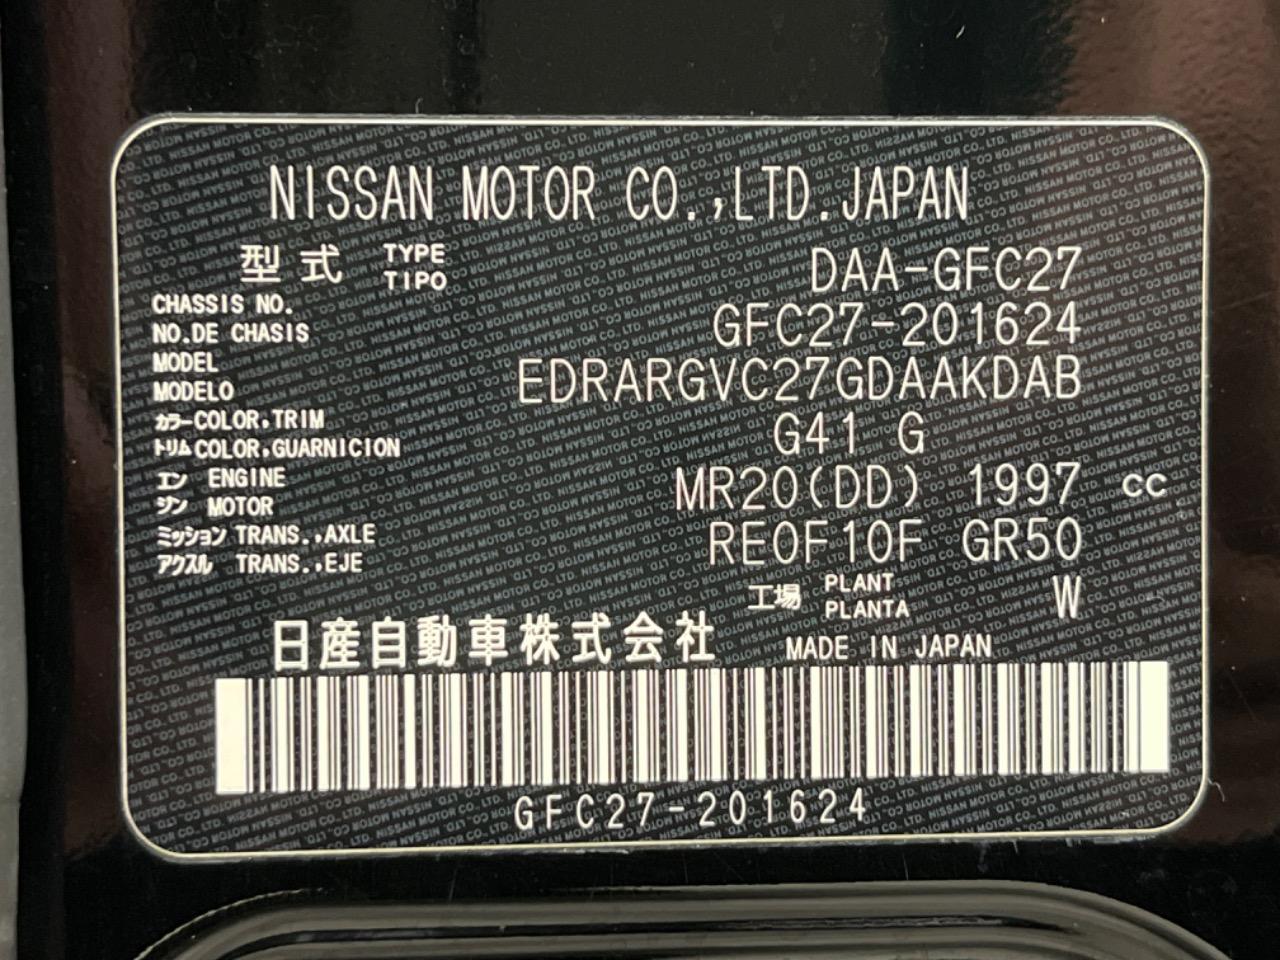 NISSAN MOTOR CO.,LTD.JAPAN
型式 TYPE TIPO DAA-GFC27
CHASSIS NO.
NO.DE CHASIS GFC27-201624
MODEL
MODELO EDRARGVC27GDAAKDAB
カラー COLOR,TRIM
トリム COLOR,GUARNICION G41 G
エン ENGINE
ジン MOTOR MR20(DD) 1997 cc
ミッション TRANS.,AXLE
アクスル TRANS.,EJE RE0F10F GR50
工場 PLANT PLANTA W
日産自動車株式会社 MADE IN JAPAN
GFC27-201624